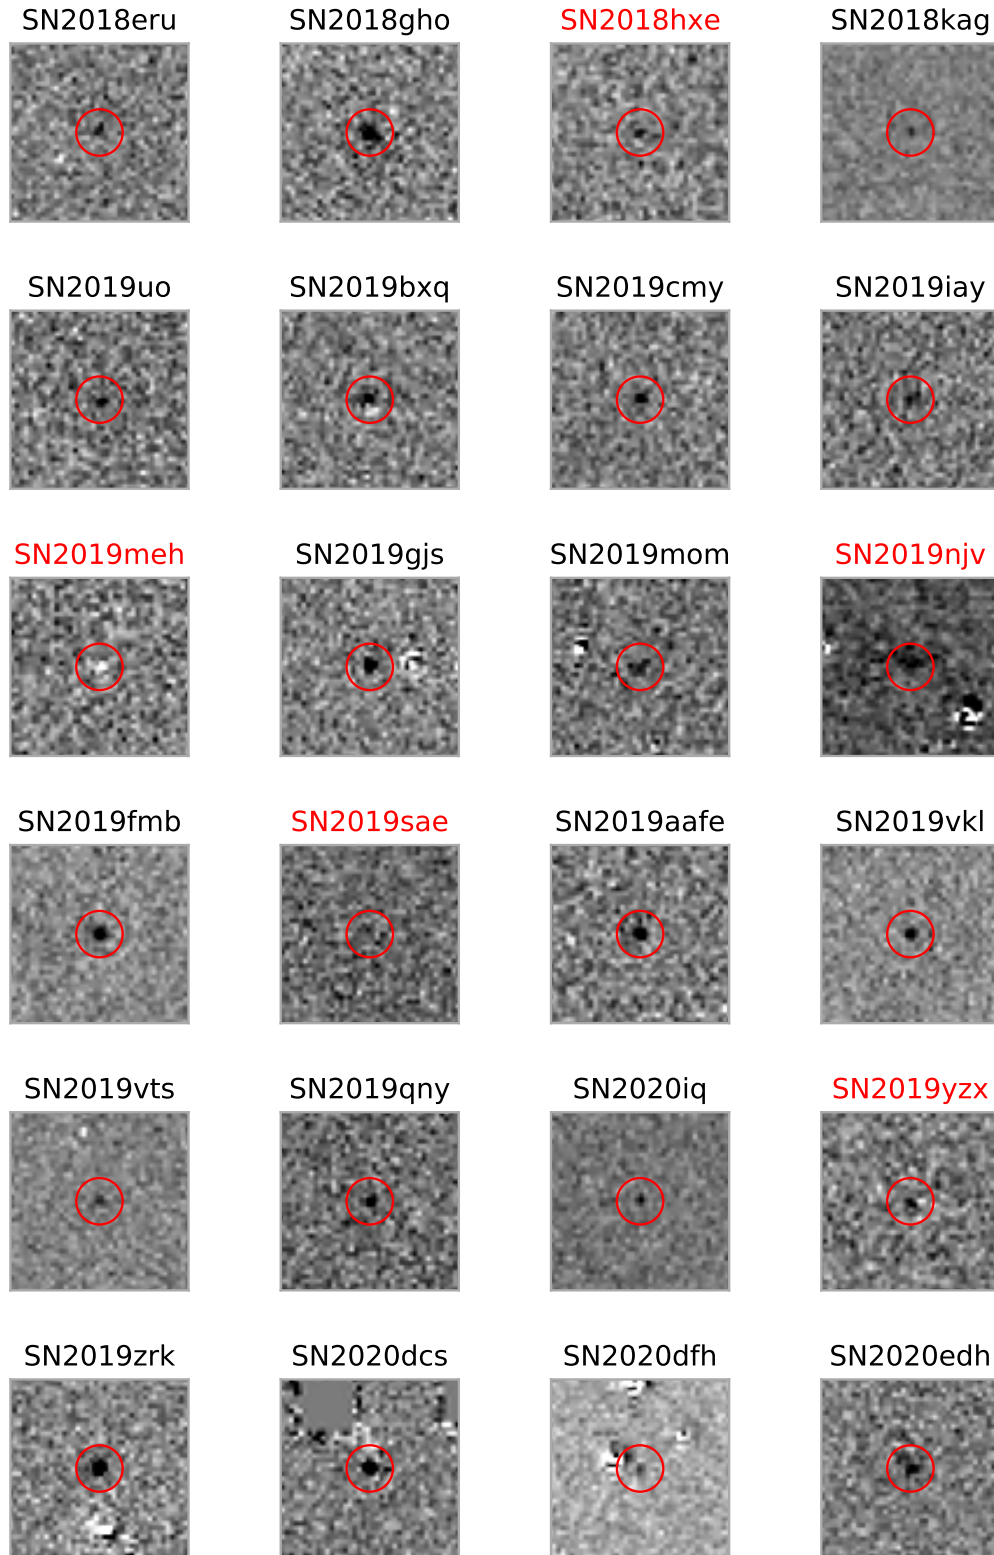 SN2018eru SN2018gho SN2018hxe SN2018kag
SN2019uo SN2019bxq SN2019cmy SN2019iay
SN2019meh SN2019gjs SN2019mom SN2019njv
SN2019fmb SN2019sae SN2019aafe SN2019vkl
SN2019vts SN2019qny SN2020iq SN2019yzx
SN2019zrk SN2020dcs SN2020dfh SN2020edh